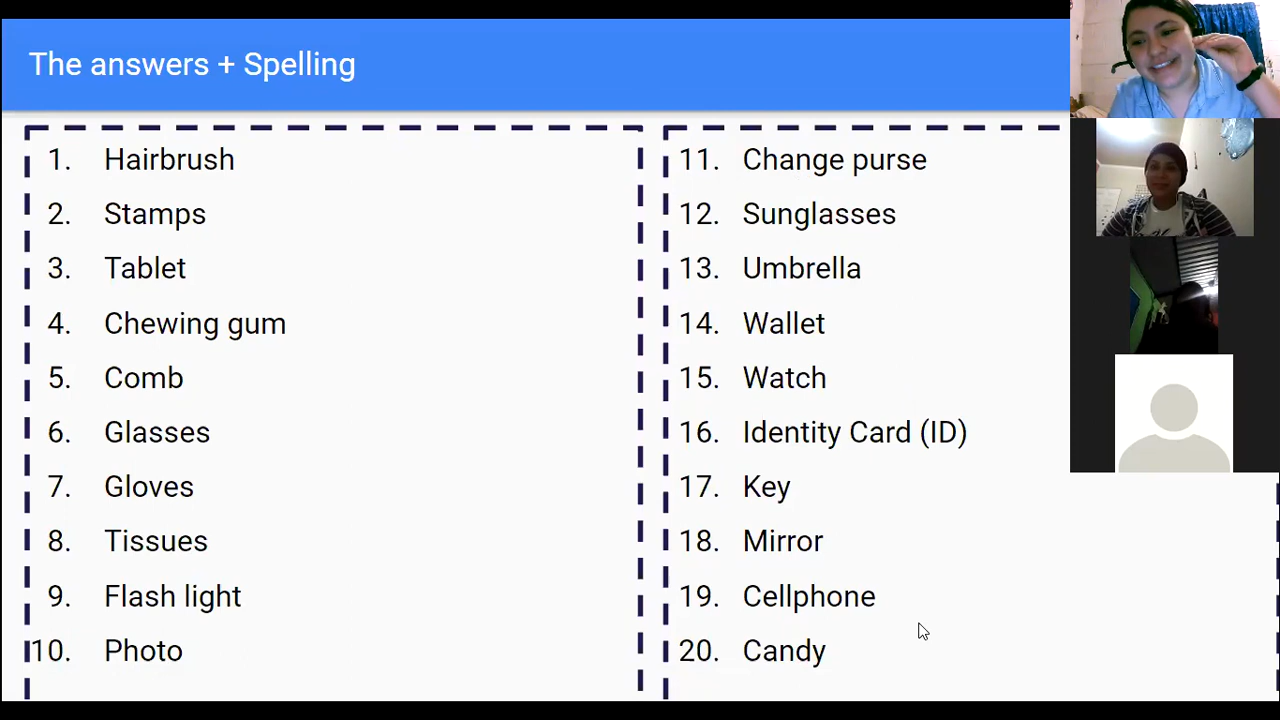 The answers + Spelling
1. Hairbrush
2. Stamps
3. Tablet
4. Chewing gum
5. Comb
6. Glasses
7. Gloves
8. Tissues
9. Flash light
10. Photo
11. Change purse
12. Sunglasses
13. Umbrella
14. Wallet
15. Watch
16. Identity Card (ID)
17. Key
18. Mirror
19. Cellphone
20. Candy